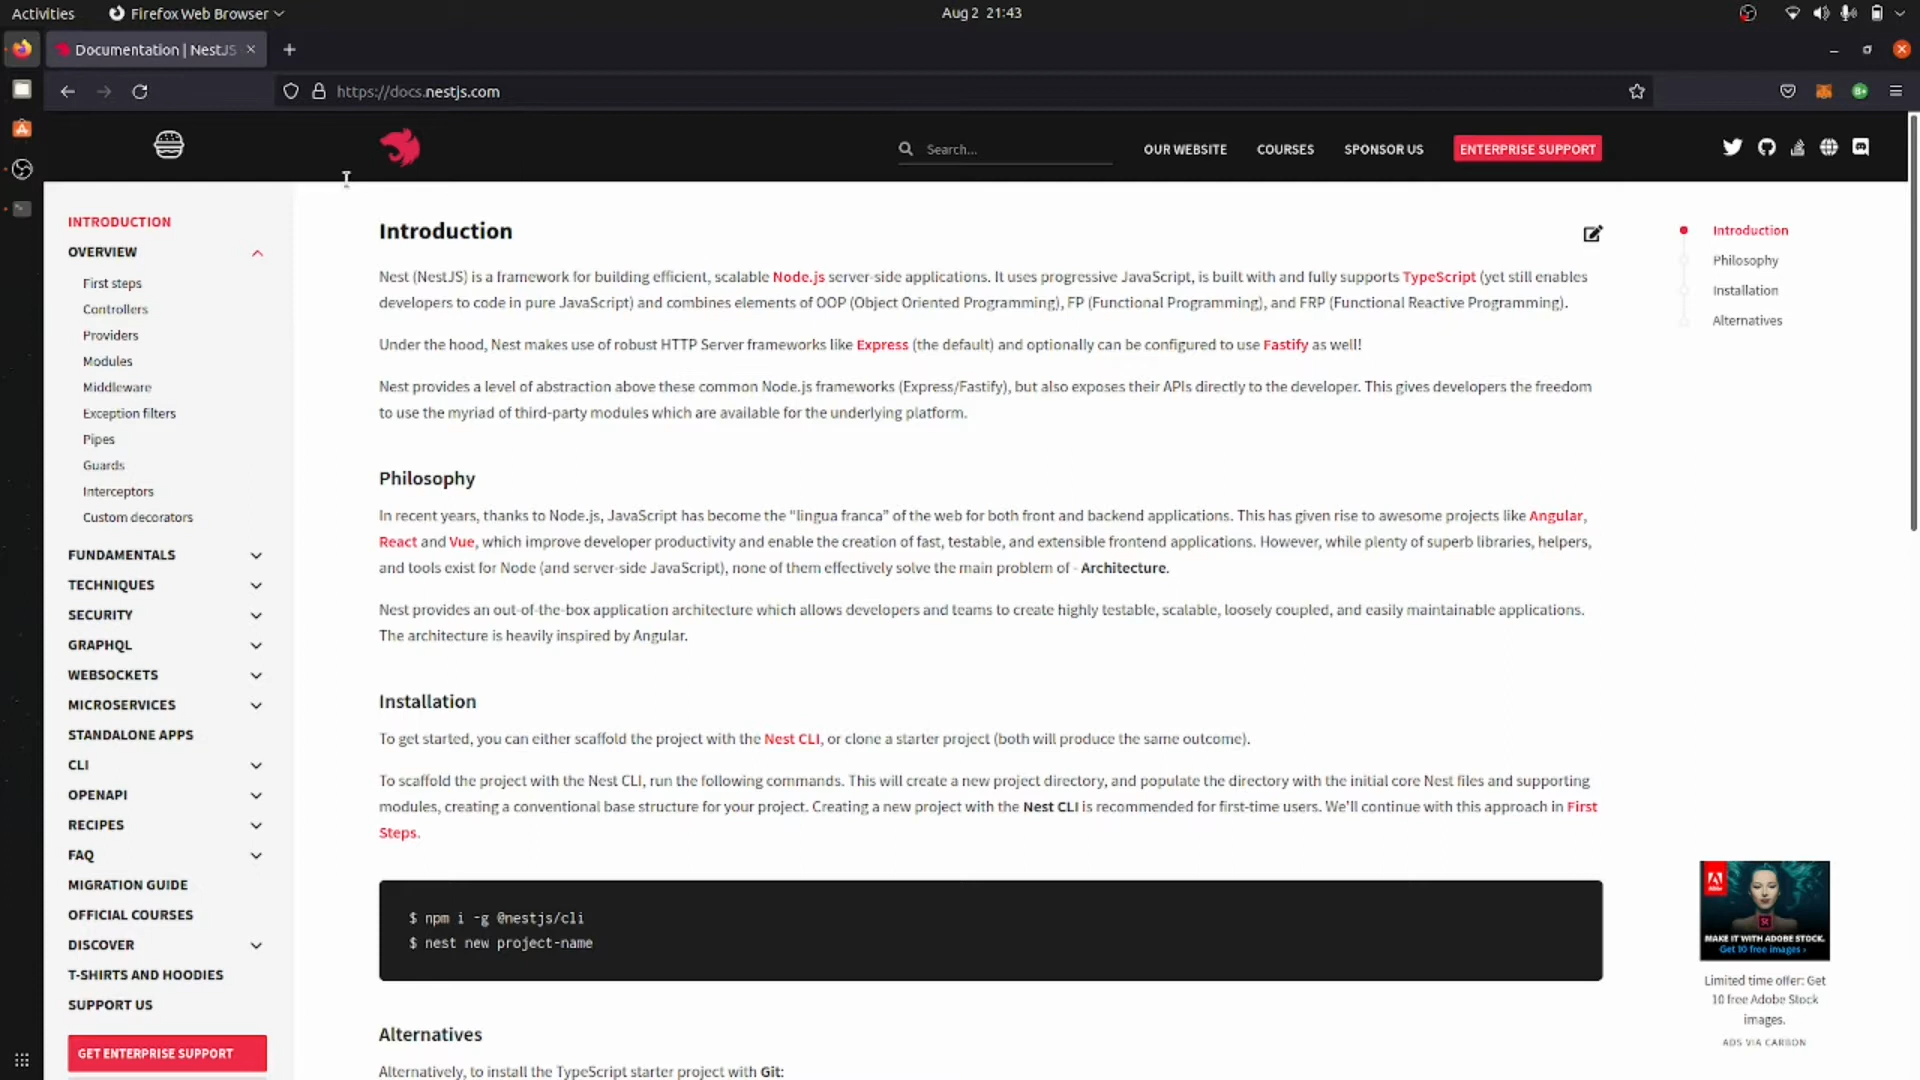 Activities
Firefox Web Browser
Aug 2 21:43
Documentation | NestJS
https://docs.nestjs.com
Search...
OUR WEBSITE
COURSES
SPONSOR US
ENTERPRISE SUPPORT
INTRODUCTION
OVERVIEW
First steps
Controllers
Providers
Modules
Middleware
Exception filters
Pipes
Guards
Interceptors
Custom decorators
FUNDAMENTALS
TECHNIQUES
SECURITY
GRAPHQL
WEBSOCKETS
MICROSERVICES
STANDALONE APPS
CLI
OPENAPI
RECIPES
FAQ
MIGRATION GUIDE
OFFICIAL COURSES
DISCOVER
T-SHIRTS AND HOODIES
SUPPORT US
GET ENTERPRISE SUPPORT
Introduction
Nest (NestJS) is a framework for building efficient, scalable Node.js server-side applications. It uses progressive JavaScript, is built with and fully supports TypeScript (yet still enables
developers to code in pure JavaScript) and combines elements of OOP (Object Oriented Programming), FP (Functional Programming), and FRP (Functional Reactive Programming).
Under the hood, Nest makes use of robust HTTP Server frameworks like Express (the default) and optionally can be configured to use Fastify as well!
Nest provides a level of abstraction above these common Node.js frameworks (Express/Fastify), but also exposes their APIs directly to the developer. This gives developers the freedom
to use the myriad of third-party modules which are available for the underlying platform.
Philosophy
In recent years, thanks to Node.js, JavaScript has become the “lingua franca” of the web for both front and backend applications. This has given rise to awesome projects like Angular,
React and Vue, which improve developer productivity and enable the creation of fast, testable, and extensible frontend applications. However, while plenty of superb libraries, helpers,
and tools exist for Node (and server-side JavaScript), none of them effectively solve the main problem of - Architecture.
Nest provides an out-of-the-box application architecture which allows developers and teams to create highly testable, scalable, loosely coupled, and easily maintainable applications.
The architecture is heavily inspired by Angular.
Installation
To get started, you can either scaffold the project with the Nest CLI, or clone a starter project (both will produce the same outcome).
To scaffold the project with the Nest CLI, run the following commands. This will create a new project directory, and populate the directory with the initial core Nest files and supporting
modules, creating a conventional base structure for your project. Creating a new project with the Nest CLI is recommended for first-time users. We'll continue with this approach in First
Steps.
$ npm i -g @nestjs/cli
$ nest new project-name
Alternatives
Alternatively, to install the TypeScript starter project with Git:
Introduction
Philosophy
Installation
Alternatives
MAKE IT WITH ADOBE STOCK.
Get 10 free images ›
Limited time offer: Get
10 free Adobe Stock
images.
ADS VIA CARBON